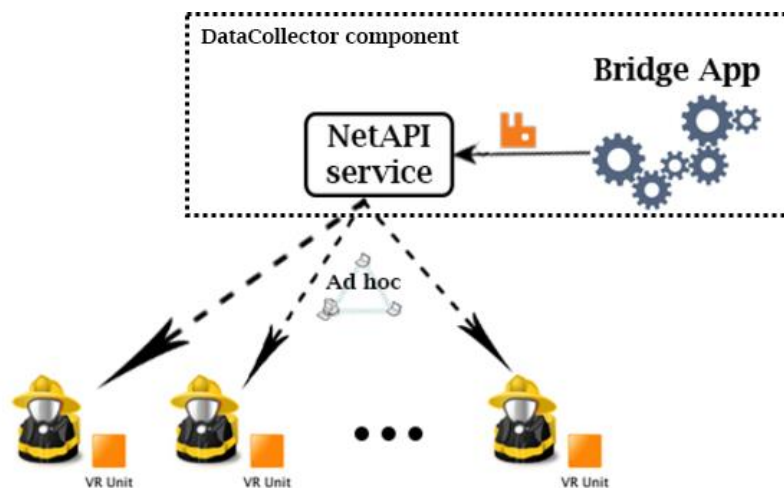 DataCollector component
Bridge App
NetAPI
service
Ad hoc
VR Unit
VR Unit
VR Unit